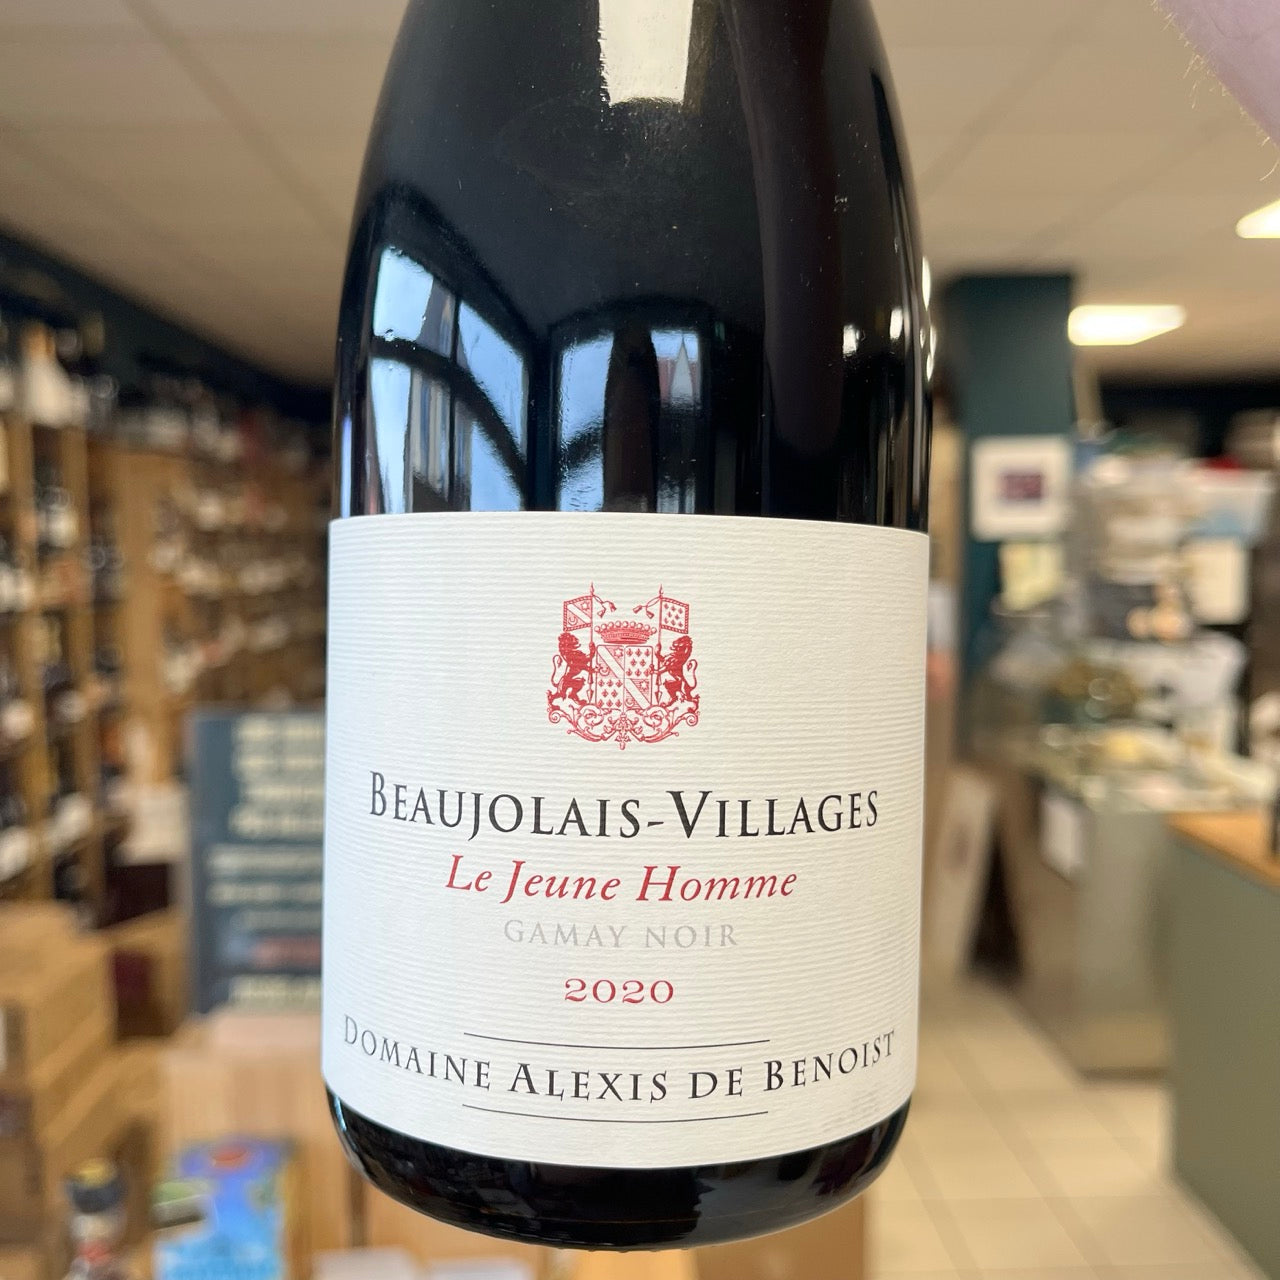 BEAUJOLAIS-VILLAGES
Le Jeune Homme
GAMAY NOIR
2020
DOMAINE ALEXIS DE BENOIST